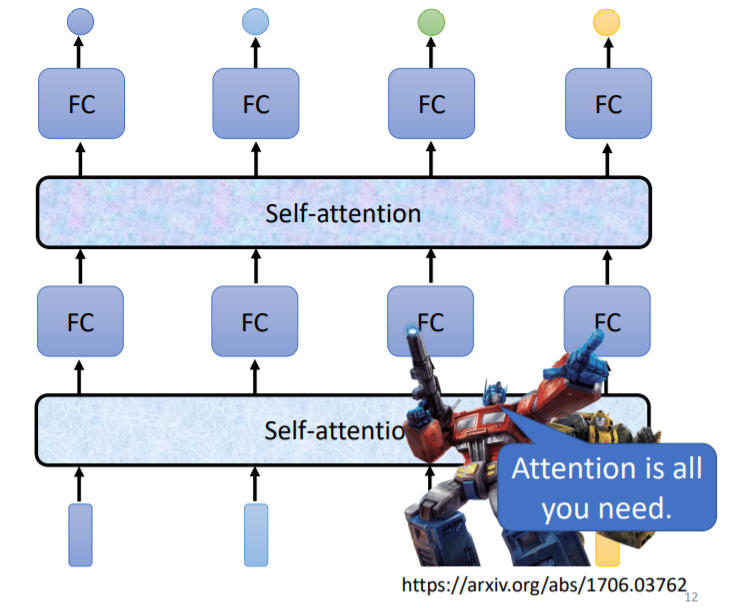 FC FC FC FC
Self-attention
FC FC FC FC
Self-attentio
Attention is all
you need.
https://arxiv.org/abs/1706.03762
12